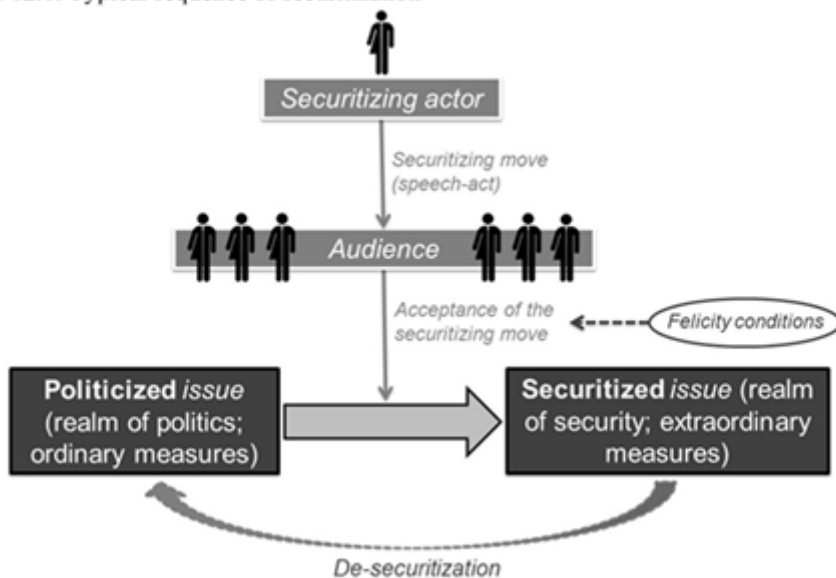 Securitizing actor
Securitizing move
(speech-act)
Audience
Acceptance of the
securitizing move
Felicity conditions
Politicized issue
(realm of politics;
ordinary measures)
Securitized issue (realm
of security; extraordinary
measures)
De-securitization